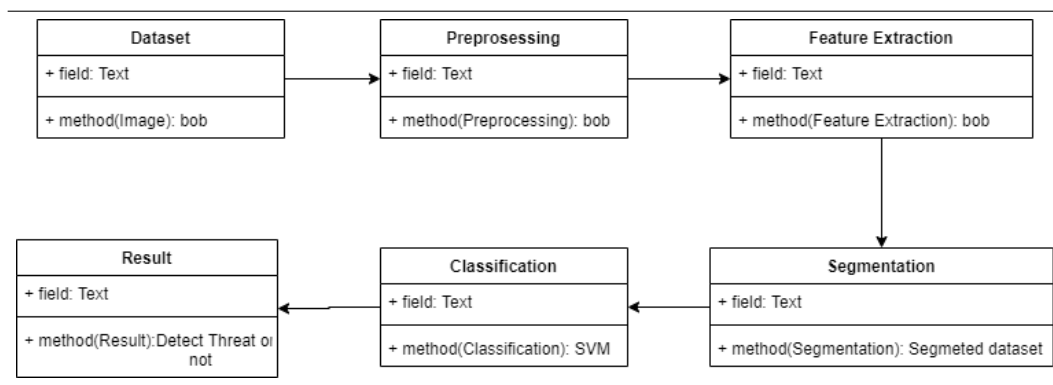 Dataset
+ field: Text
+ method(Image): bob
Preprosessing
+ field: Text
+ method(Preprocessing): bob
Feature Extraction
+ field: Text
+ method(Feature Extraction): bob
Segmentation
+ field: Text
+ method(Segmentation): Segmeted dataset
Classification
+ field: Text
+ method(Classification): SVM
Result
+ field: Text
+ method(Result):Detect Threat or
not